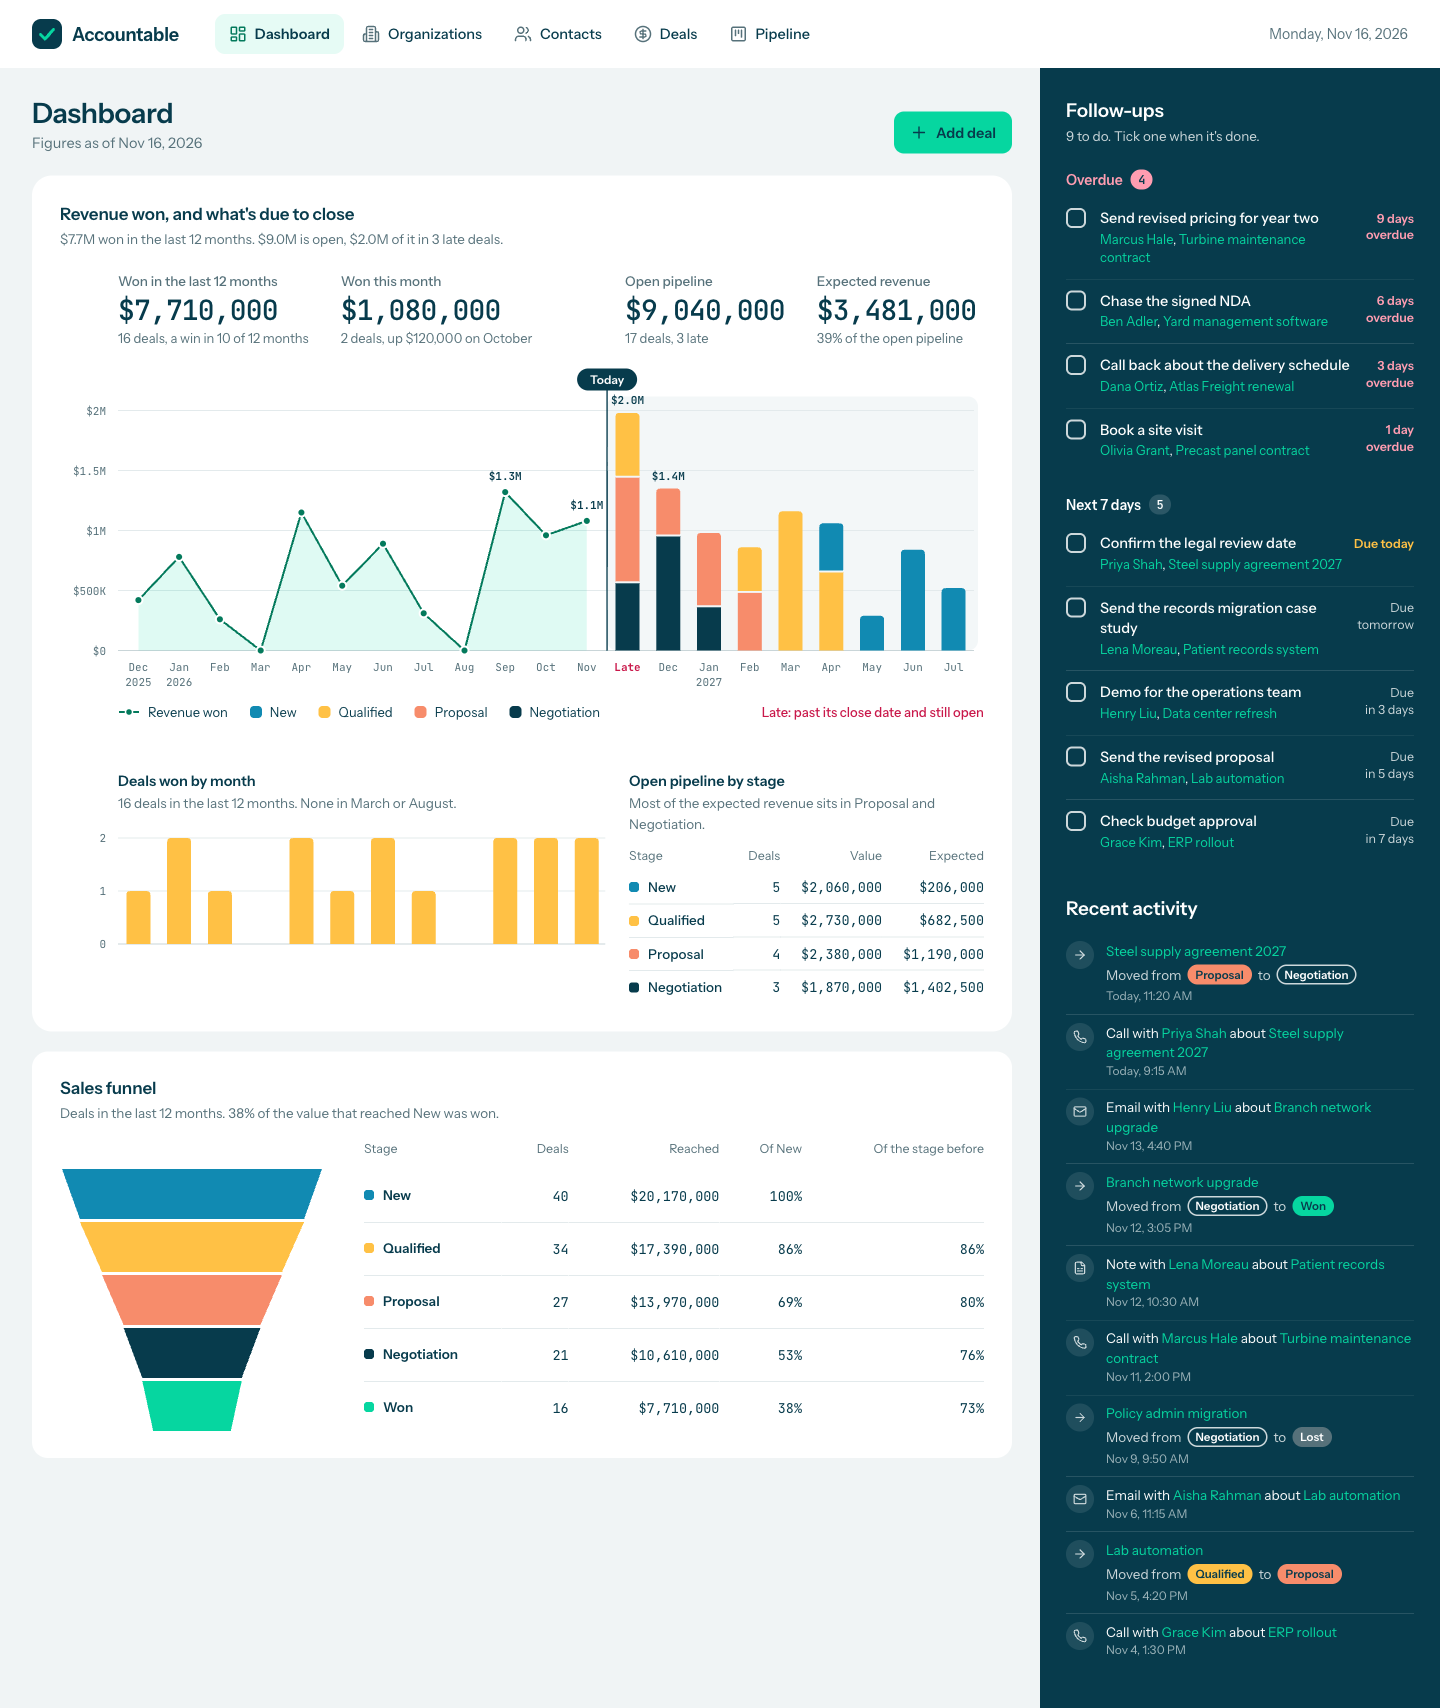 Accountable
Dashboard
Organizations
Contacts
Deals
Pipeline
Monday, Nov 16, 2026
Dashboard
Figures as of Nov 16, 2026
Add deal
Revenue won, and what's due to close
$7.7M won in the last 12 months. $9.0M is open, $2.0M of it in 3 late deals.
Won in the last 12 months
$7,710,000
16 deals, a win in 10 of 12 months
Won this month
$1,080,000
2 deals, up $120,000 on October
Open pipeline
$9,040,000
17 deals, 3 late
Expected revenue
$3,481,000
39% of the open pipeline
Today
$2M
$1.5M
$1M
$500K
$0
$1.3M
$1.1M
$2.0M
$1.4M
Dec Jan Feb Mar Apr May Jun Jul Aug Sep Oct Nov Late Dec Jan Feb Mar Apr May Jun Jul
2025 2026 2027
Revenue won New Qualified Proposal Negotiation
Late: past its close date and still open
Deals won by month
16 deals in the last 12 months. None in March or August.
2
1
0
Open pipeline by stage
Most of the expected revenue sits in Proposal and
Negotiation.
Stage Deals Value Expected
New 5 $2,060,000 $206,000
Qualified 5 $2,730,000 $682,500
Proposal 4 $2,380,000 $1,190,000
Negotiation 3 $1,870,000 $1,402,500
Sales funnel
Deals in the last 12 months. 38% of the value that reached New was won.
Stage Deals Reached Of New Of the stage before
New 40 $20,170,000 100%
Qualified 34 $17,390,000 86% 86%
Proposal 27 $13,970,000 69% 80%
Negotiation 21 $10,610,000 53% 76%
Won 16 $7,710,000 38% 73%
Follow-ups
9 to do. Tick one when it's done.
Overdue 4
Send revised pricing for year two
Marcus Hale, Turbine maintenance
contract
9 days
overdue
Chase the signed NDA
Ben Adler, Yard management software
6 days
overdue
Call back about the delivery schedule
Dana Ortiz, Atlas Freight renewal
3 days
overdue
Book a site visit
Olivia Grant, Precast panel contract
1 day
overdue
Next 7 days 5
Confirm the legal review date
Priya Shah, Steel supply agreement 2027
Due today
Send the records migration case
study
Lena Moreau, Patient records system
Due
tomorrow
Demo for the operations team
Henry Liu, Data center refresh
Due
in 3 days
Send the revised proposal
Aisha Rahman, Lab automation
Due
in 5 days
Check budget approval
Grace Kim, ERP rollout
Due
in 7 days
Recent activity
Steel supply agreement 2027
Moved from Proposal to Negotiation
Today, 11:20 AM
Call with Priya Shah about Steel supply
agreement 2027
Today, 9:15 AM
Email with Henry Liu about Branch network
upgrade
Nov 13, 4:40 PM
Branch network upgrade
Moved from Negotiation to Won
Nov 12, 3:05 PM
Note with Lena Moreau about Patient records
system
Nov 12, 10:30 AM
Call with Marcus Hale about Turbine maintenance
contract
Nov 11, 2:00 PM
Policy admin migration
Moved from Negotiation to Lost
Nov 9, 9:50 AM
Email with Aisha Rahman about Lab automation
Nov 6, 11:15 AM
Lab automation
Moved from Qualified to Proposal
Nov 5, 4:20 PM
Call with Grace Kim about ERP rollout
Nov 4, 1:30 PM